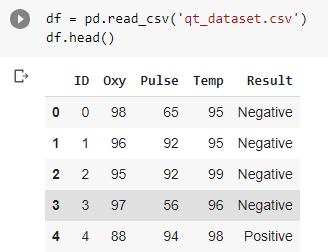 df = pd.read_csv('qt_dataset.csv')
df.head()
ID Oxy Pulse Temp Result
0 0 98 65 95 Negative
1 1 96 92 95 Negative
2 2 95 92 99 Negative
3 3 97 56 96 Negative
4 4 88 94 98 Positive